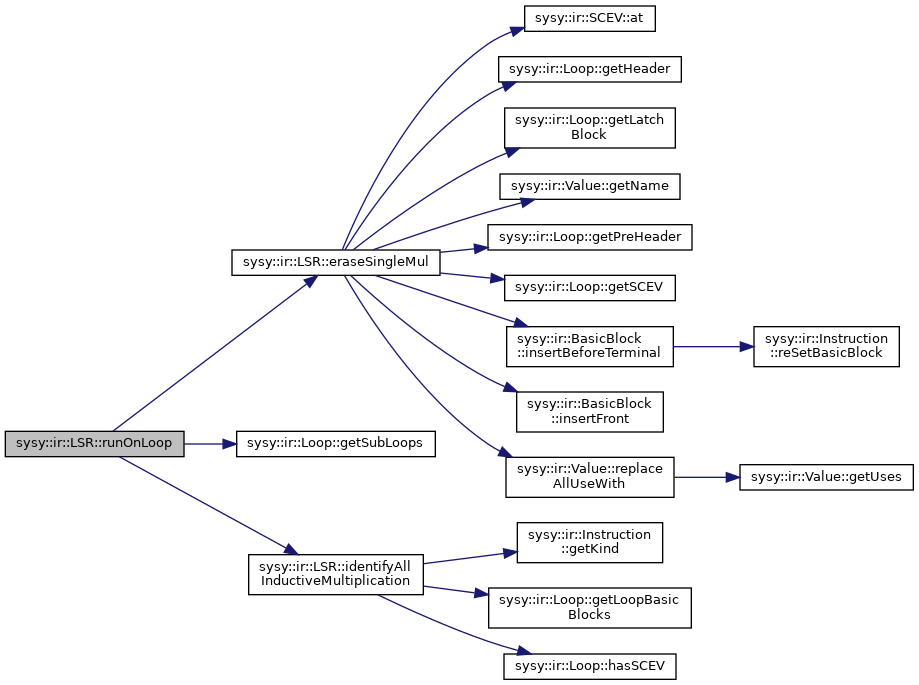 sysy::ir::SCEV::at
sysy::ir::Loop::getHeader
sysy::ir::Loop::getLatch
Block
sysy::ir::Value::getName
sysy::ir::Loop::getPreHeader
sysy::ir::LSR::eraseSingleMul
sysy::ir::Loop::getSCEV
sysy::ir::BasicBlock
::insertBeforeTerminal
sysy::ir::Instruction
::reSetBasicBlock
sysy::ir::BasicBlock
::insertFront
sysy::ir::LSR::runOnLoop
sysy::ir::Loop::getSubLoops
sysy::ir::Value::replace
AllUseWith
sysy::ir::Value::getUses
sysy::ir::Instruction
::getKind
sysy::ir::LSR::identifyAll
InductiveMultiplication
sysy::ir::Loop::getLoopBasic
Blocks
sysy::ir::Loop::hasSCEV